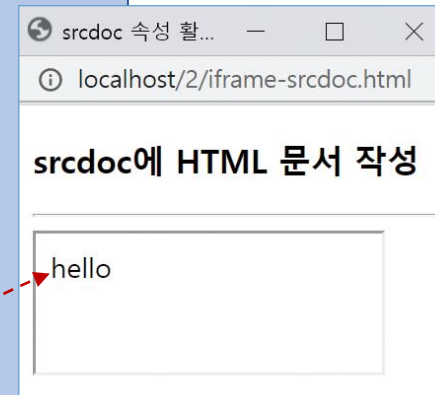 srcdoc 속성 활...
localhost/2/iframe-srcdoc.html
srcdoc에 HTML 문서 작성
hello